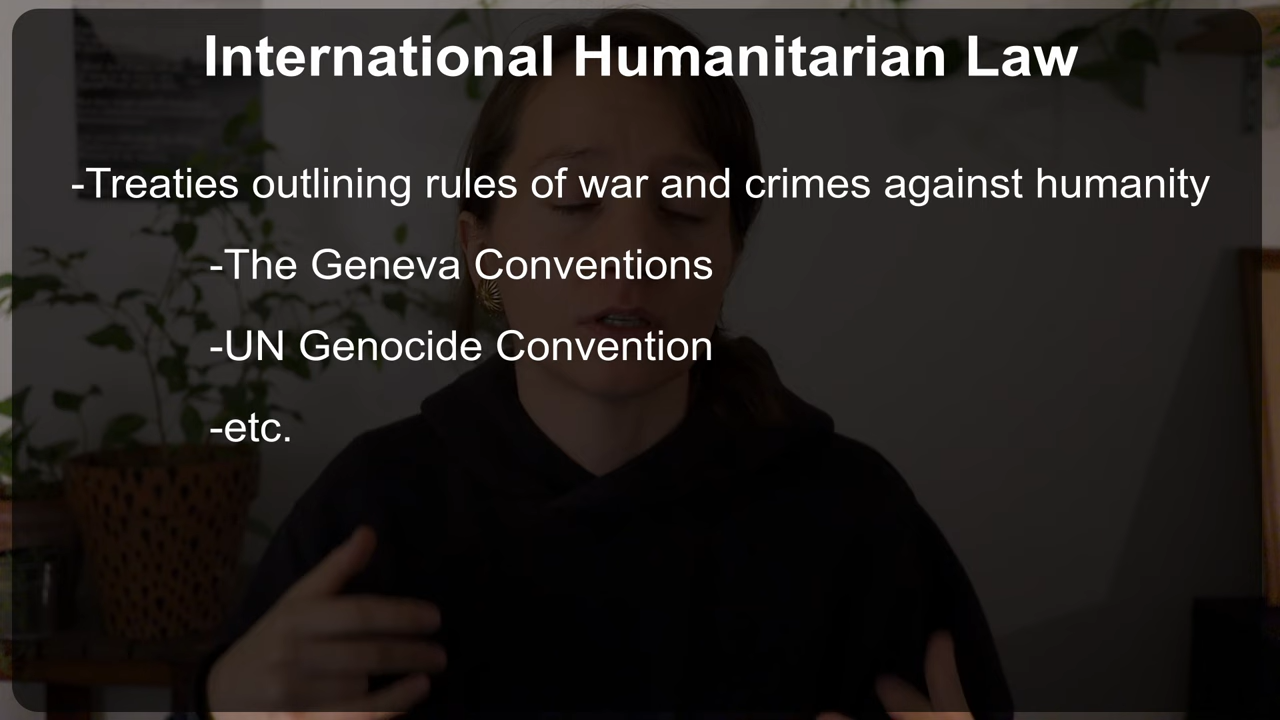 International Humanitarian Law
-Treaties outlining rules of war and crimes against humanity
-The Geneva Conventions
-UN Genocide Convention
-etc.